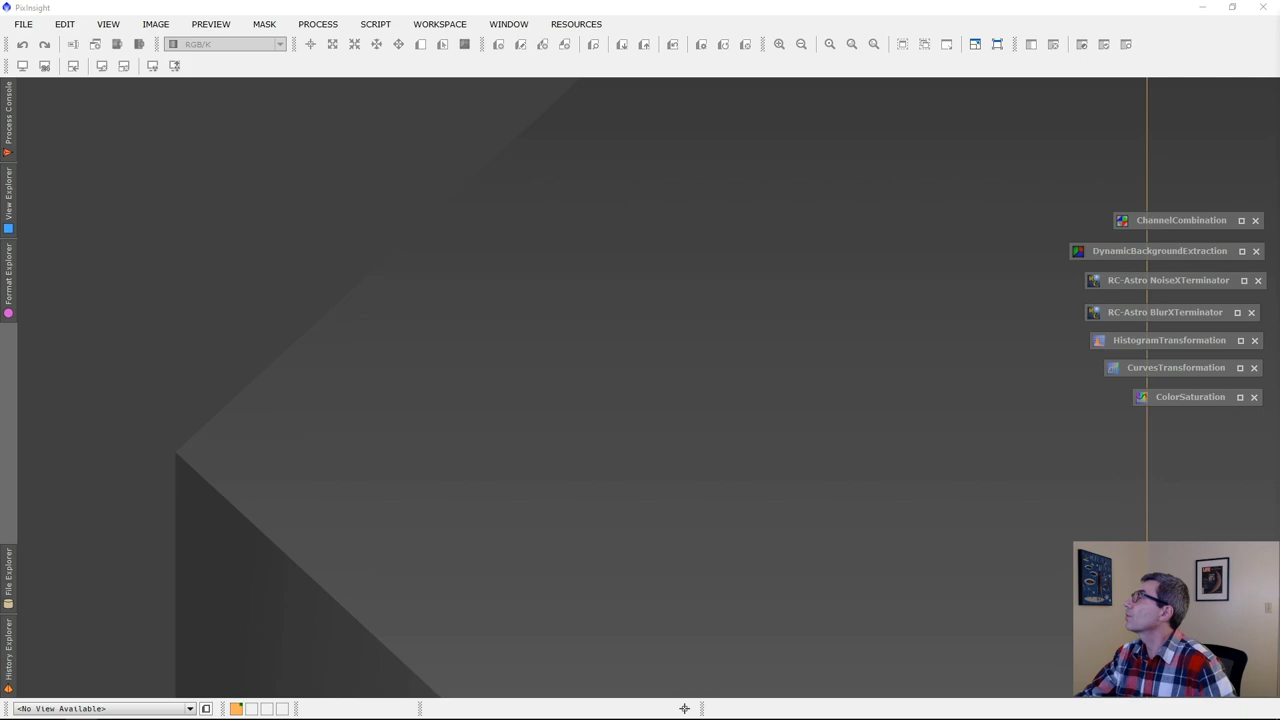 PixInsight
FILE EDIT VIEW IMAGE PREVIEW MASK PROCESS SCRIPT WORKSPACE WINDOW RESOURCES
RGB/K
Process Console
View Explorer
Format Explorer
File Explorer
History Explorer
ChannelCombination
DynamicBackgroundExtraction
RC-Astro NoiseXTerminator
RC-Astro BlurXTerminator
HistogramTransformation
CurvesTransformation
ColorSaturation
<No View Available>